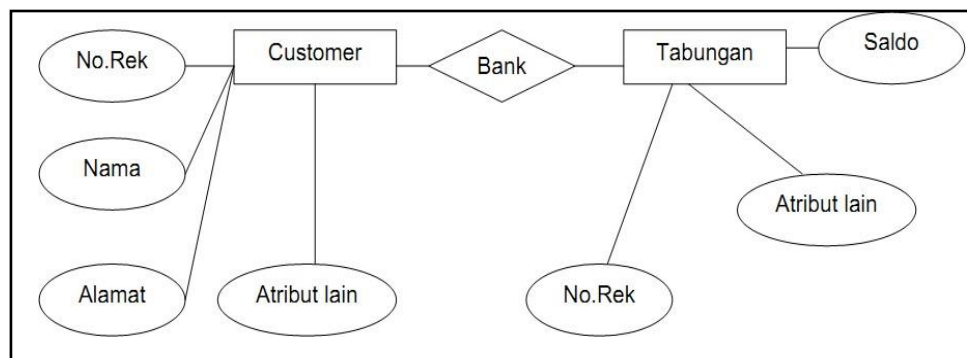 No.Rek
Customer
Bank
Tabungan
Saldo
Nama
Atribut lain
Alamat
Atribut lain
No.Rek